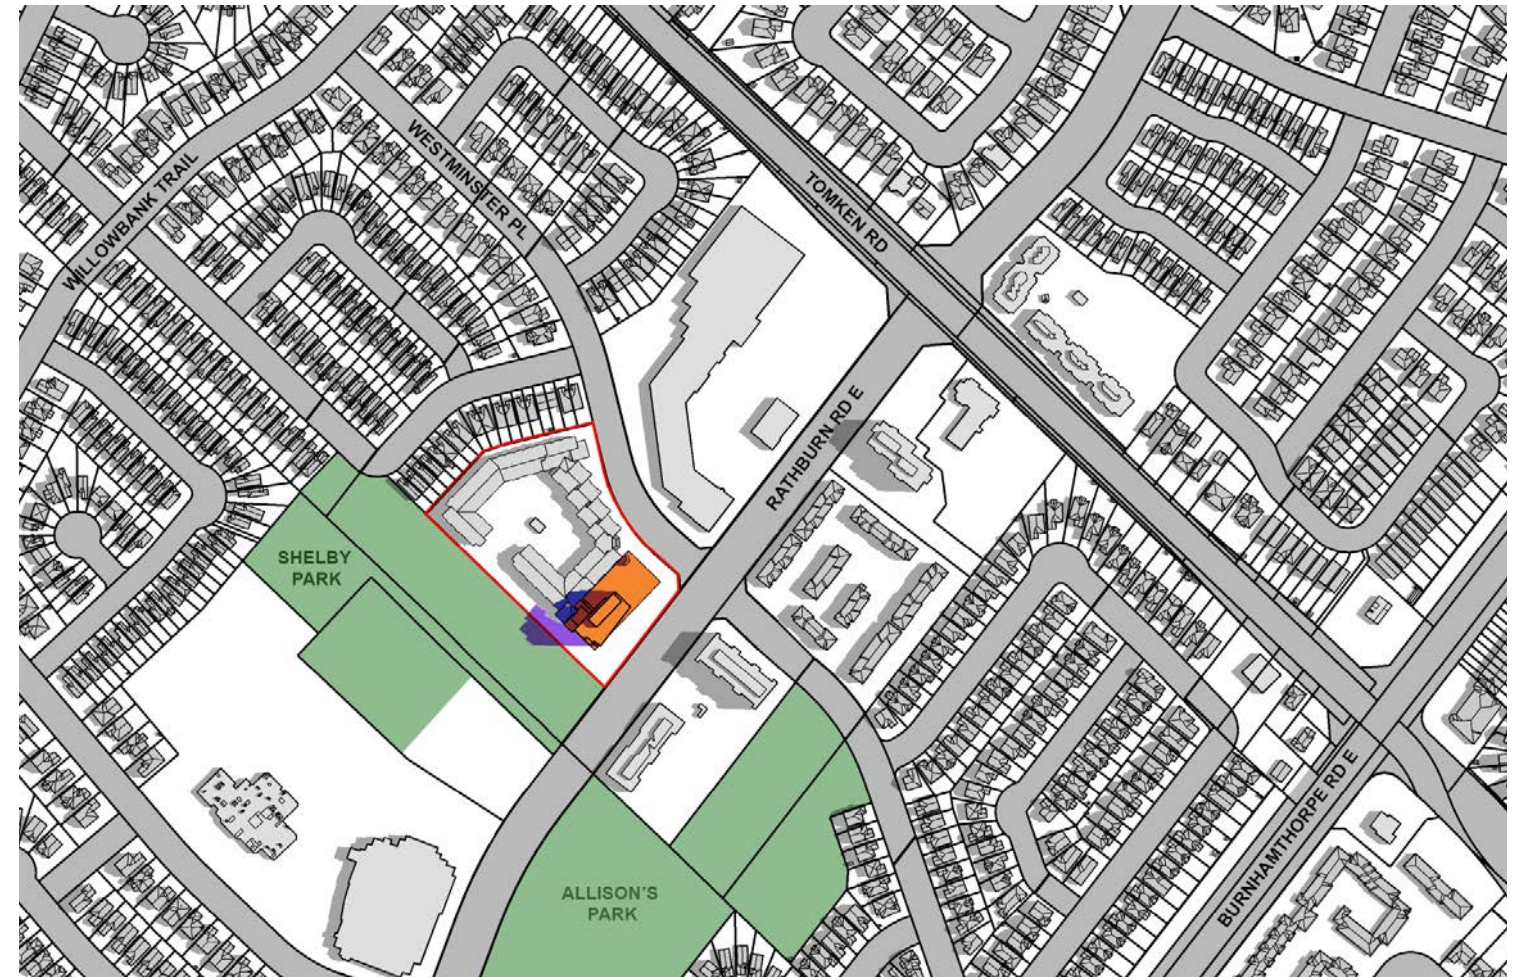 WILLOWBANK TRAIL
WESTMINSTER PL
TOMKEN RD
RATHBURN RD E
SHELBY
PARK
ALLISON'S
PARK
BURNHAMTHORPE RD E